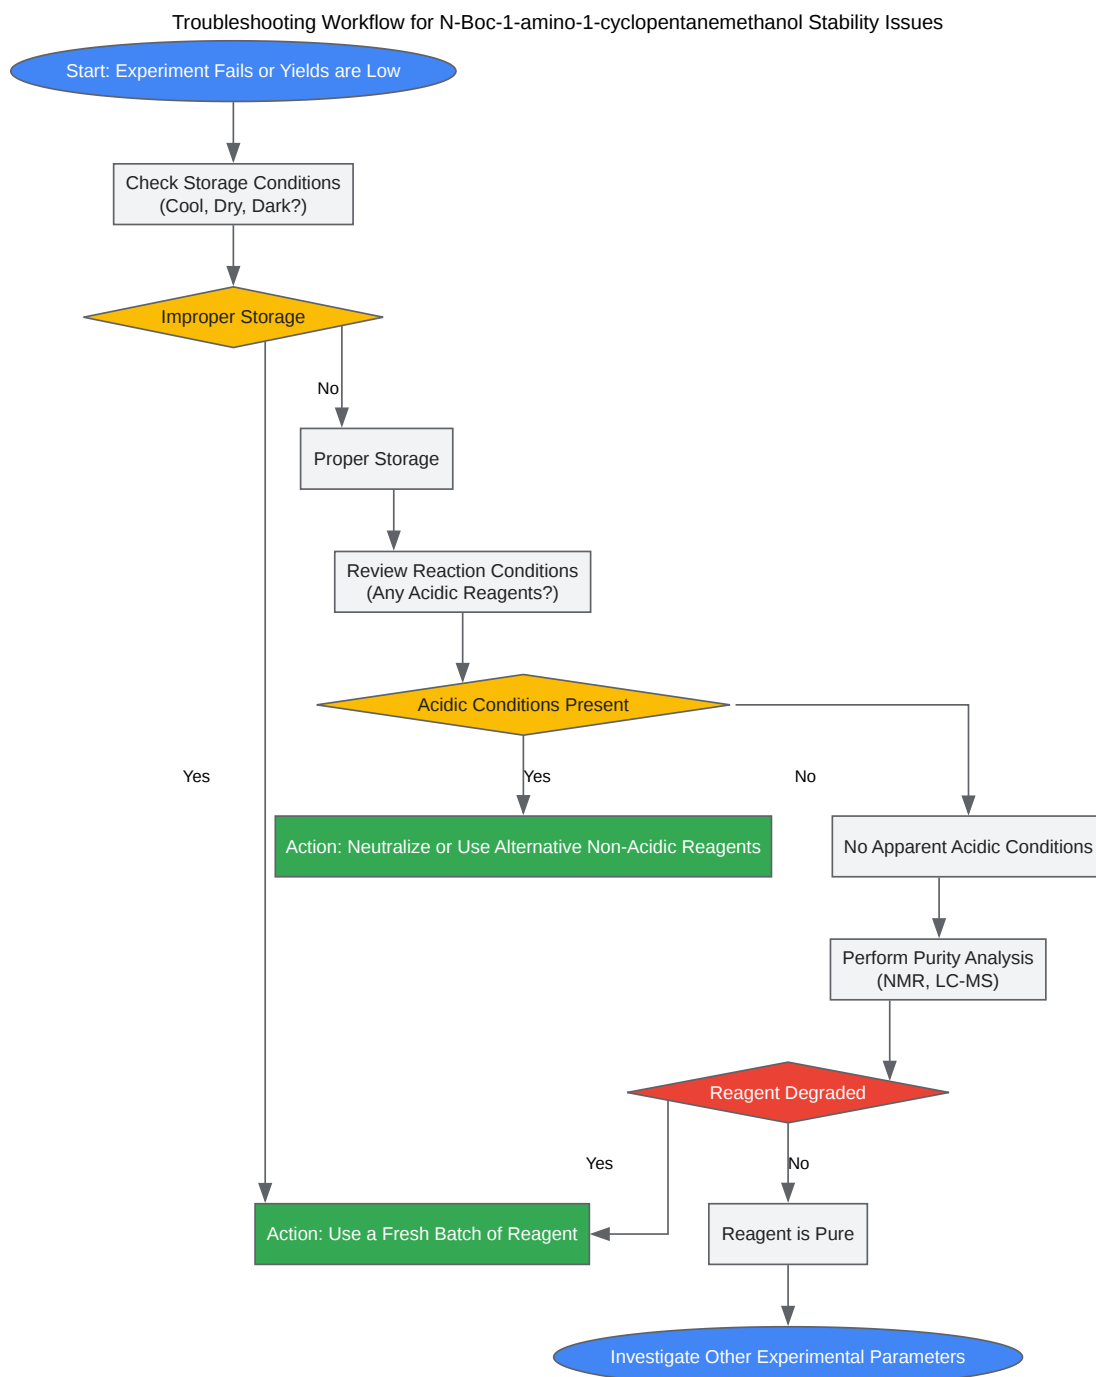 Troubleshooting Workflow for N-Boc-1-amino-1-cyclopentanemethanol Stability Issues
Start: Experiment Fails or Yields are Low
Check Storage Conditions
(Cool, Dry, Dark?)
Improper Storage
No
Proper Storage
Review Reaction Conditions
(Any Acidic Reagents?)
Acidic Conditions Present
Yes
Yes
No
Action: Neutralize or Use Alternative Non-Acidic Reagents
No Apparent Acidic Conditions
Perform Purity Analysis
(NMR, LC-MS)
Reagent Degraded
Yes
No
Action: Use a Fresh Batch of Reagent
Reagent is Pure
Investigate Other Experimental Parameters